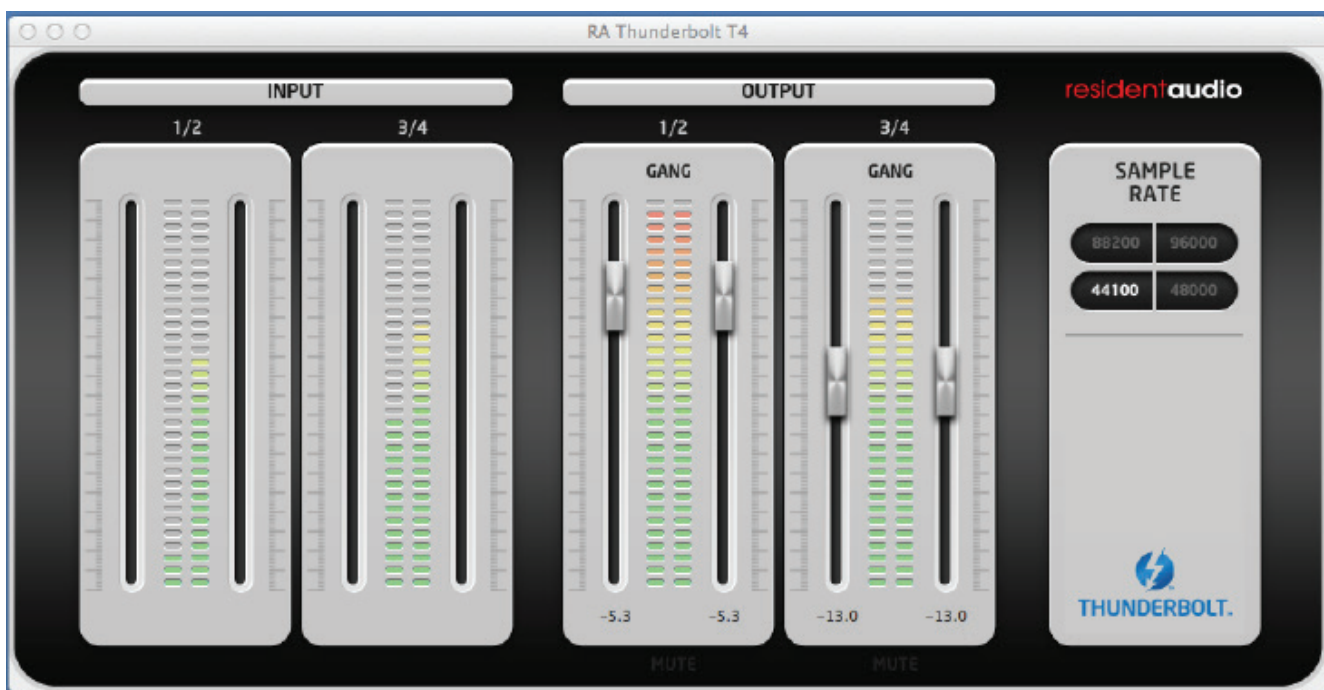 RA Thunderbolt T4
INPUT
OUTPUT
residentaudio
1/2
3/4
1/2
3/4
GANG
GANG
SAMPLE
RATE
88200
96000
44100
48000
THUNDERBOLT™
-5.3
-5.3
-13.0
-13.0
MUTE
MUTE